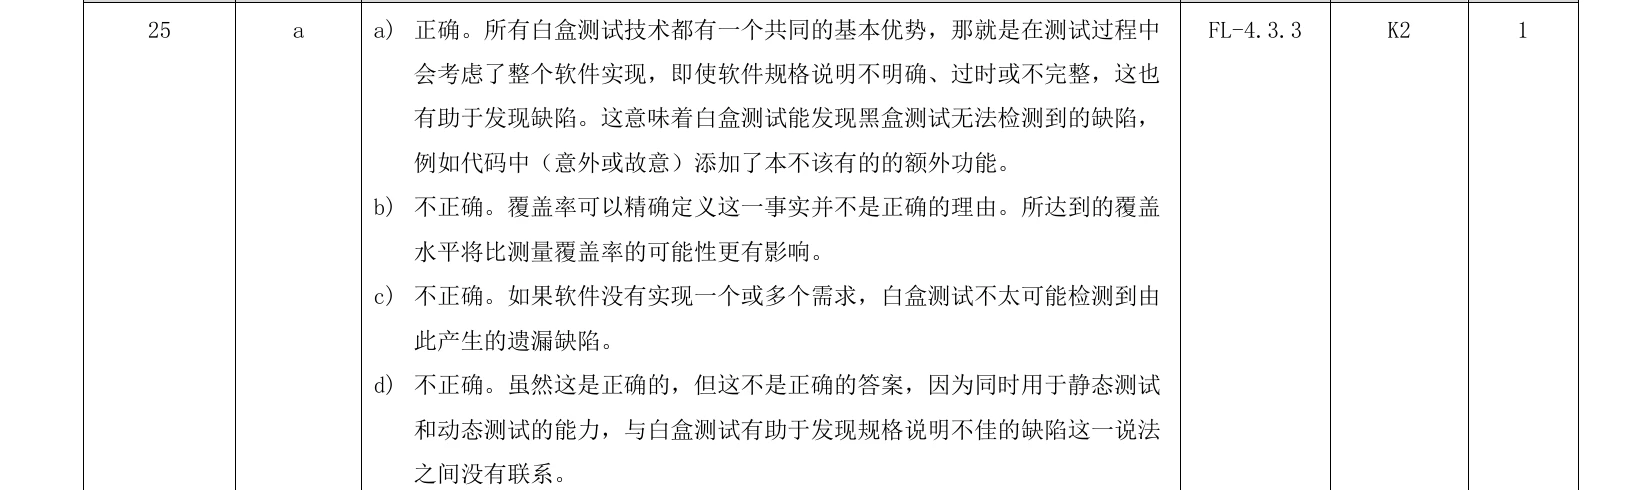 25 a a) 正确。所有白盒测试技术都有一个共同的基本优势，那就是在测试过程中 FL-4.3.3 K2 1
会考虑了整个软件实现，即使软件规格说明不明确、过时或不完整，这也
有助于发现缺陷。这意味着白盒测试能发现黑盒测试无法检测到的缺陷，
例如代码中（意外或故意）添加了本不该有的的额外功能。
b) 不正确。覆盖率可以精确定义这一事实并不是正确的理由。所达到的覆盖
水平将比测量覆盖率的可能性更有影响。
c) 不正确。如果软件没有实现一个或多个需求，白盒测试不太可能检测到由
此产生的遗漏缺陷。
d) 不正确。虽然这是正确的，但这不是正确的答案，因为同时用于静态测试
和动态测试的能力，与白盒测试有助于发现规格说明不佳的缺陷这一说法
之间没有联系。